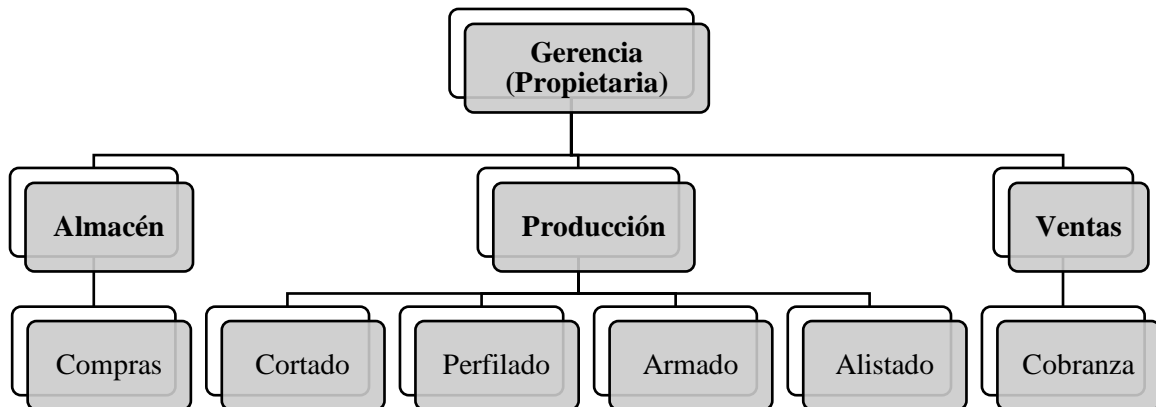 Gerencia
(Propietaria)
Almacén
Producción
Ventas
Compras
Cortado
Perfilado
Armado
Alistado
Cobranza